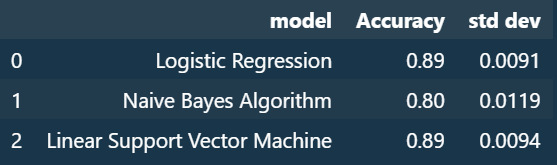 model Accuracy std dev
0 Logistic Regression 0.89 0.0091
1 Naive Bayes Algorithm 0.80 0.0119
2 Linear Support Vector Machine 0.89 0.0094